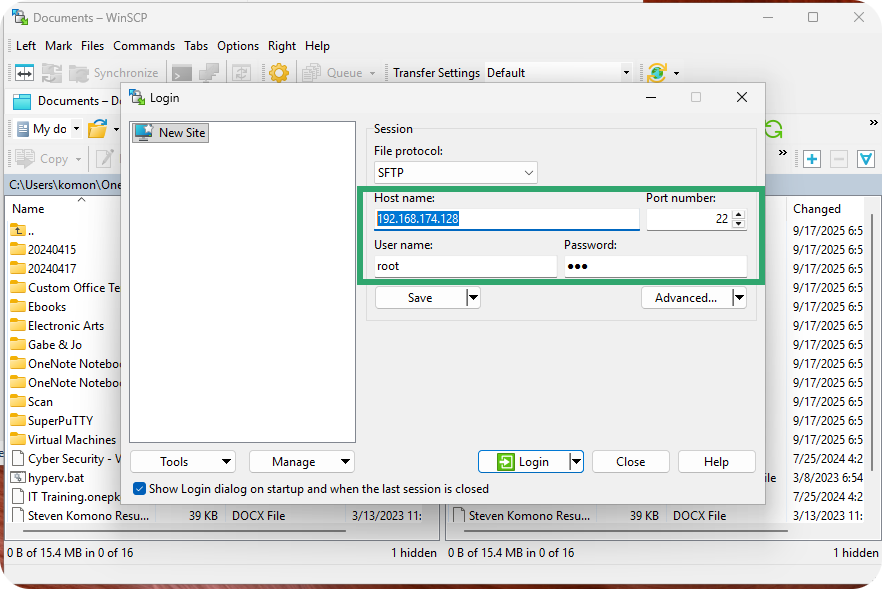 Documents – WinSCP
Left Mark Files Commands Tabs Options Right Help
Synchronize Queue Transfer Settings Default
Documents – D
My do
Copy
C:\Users\komon\One
Name
..
20240415
20240417
Custom Office Te
Ebooks
Electronic Arts
Gabe & Jo
OneNote Notebo
OneNote Notebo
Scan
SuperPuTTY
Virtual Machines
Cyber Security - V
hyperv.bat
IT Training.onepk
Steven Komono Resu... 39 KB DOCX File 3/13/2023 11:
0 B of 15.4 MB in 0 of 16 1 hidden
Login
New Site
Session
File protocol:
SFTP
Host name: Port number:
192.168.174.128 22
User name: Password:
root •••
Save Advanced...
Tools Manage Login Close Help
Show Login dialog on startup and when the last session is closed
»
»
Changed
9/17/2025 6:5
9/17/2025 6:5
9/17/2025 6:5
9/17/2025 6:5
9/17/2025 6:5
9/17/2025 6:5
9/17/2025 6:5
9/17/2025 6:5
9/17/2025 6:5
9/17/2025 6:5
9/17/2025 6:5
9/17/2025 6:5
7/25/2024 4:2
ile 3/8/2023 6:54
7/25/2024 4:2
Steven Komono Resu... 39 KB DOCX File 3/13/2023 11:
0 B of 15.4 MB in 0 of 16 1 hidden